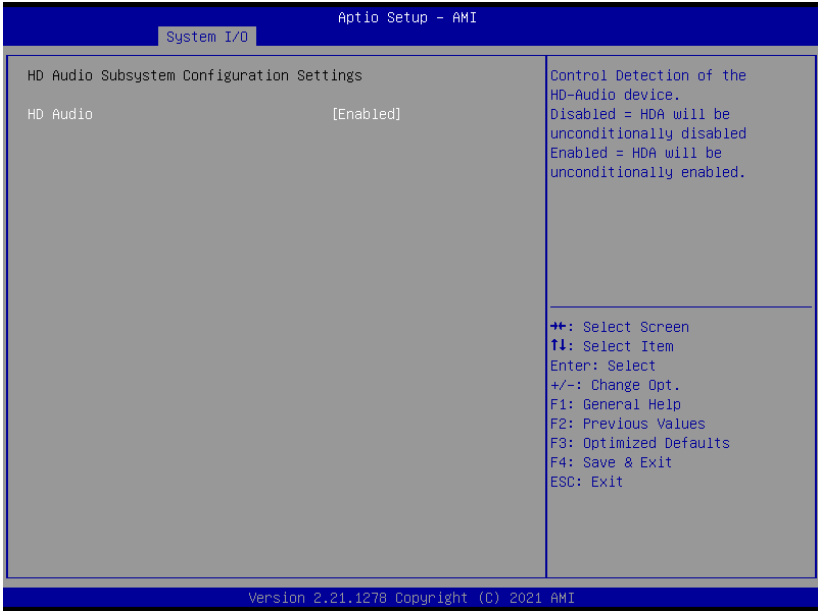 Aptio Setup – AMI
System I/O
HD Audio Subsystem Configuration Settings
HD Audio [Enabled]
Control Detection of the
HD-Audio device.
Disabled = HDA will be
unconditionally disabled
Enabled = HDA will be
unconditionally enabled.
→←: Select Screen
↑↓: Select Item
Enter: Select
+/-: Change Opt.
F1: General Help
F2: Previous Values
F3: Optimized Defaults
F4: Save & Exit
ESC: Exit
Version 2.21.1278 Copyright (C) 2021 AMI